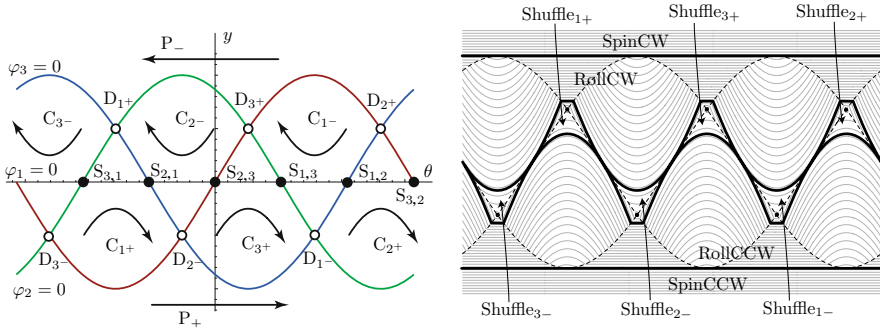 P₋
y
φ₃ = 0
D₁₊
D₃₊
D₂₊
C₃₋
C₂₋
C₁₋
φ₁ = 0
θ
S₃,₁
S₂,₁
S₂,₃
S₁,₃
S₁,₂
S₃,₂
C₁₊
C₃₊
C₂₊
D₃₋
D₂₋
D₁₋
φ₂ = 0
P₊
Shuffle₁₊
Shuffle₃₊
Shuffle₂₊
SpinCW
RollCW
RollCCW
SpinCCW
Shuffle₃₋
Shuffle₂₋
Shuffle₁₋